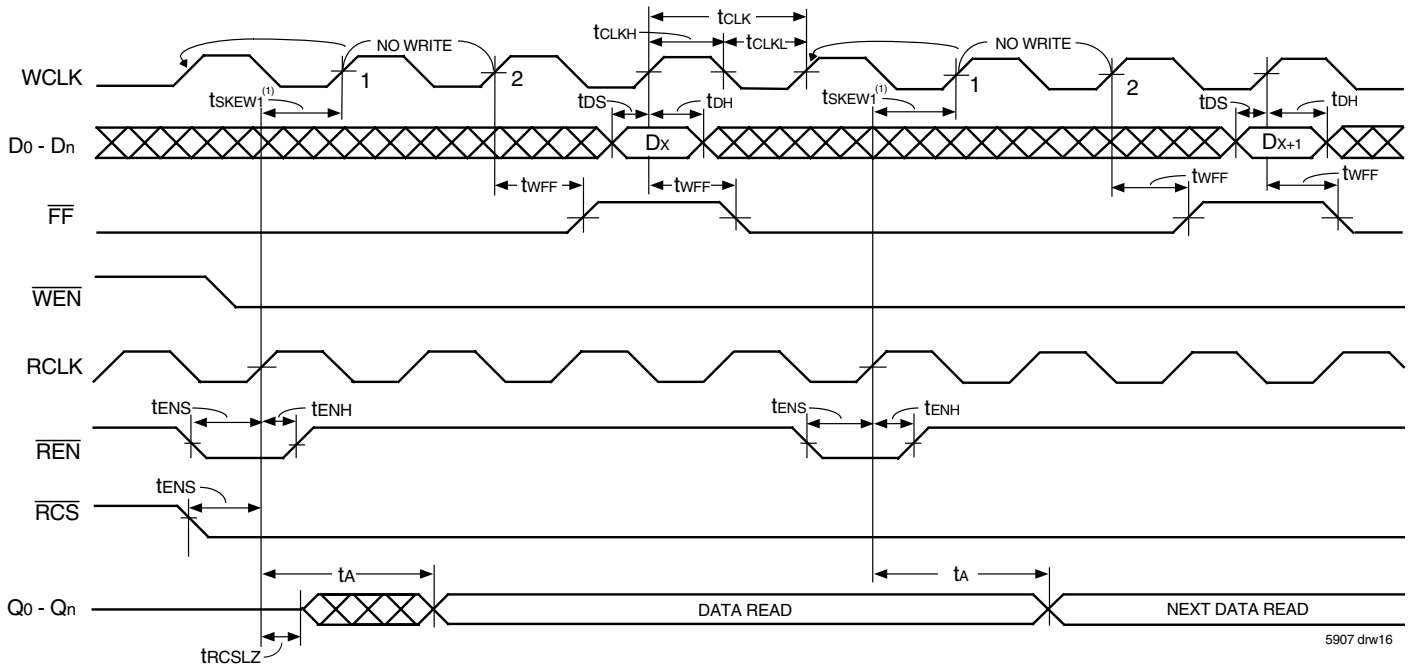 tCLK
tCLKH
tCLKL
NO WRITE
NO WRITE
WCLK
1
2
1
2
tSKEW1(1)
tDS
tDH
tSKEW1(1)
tDS
tDH
D0 - Dn
DX
DX+1
tWFF
tWFF
tWFF
tWFF
FF
WEN
RCLK
tENS
tENH
tENS
tENH
REN
tENS
RCS
tA
tA
Q0 - Qn
DATA READ
NEXT DATA READ
tRCSLZ
5907 drw16